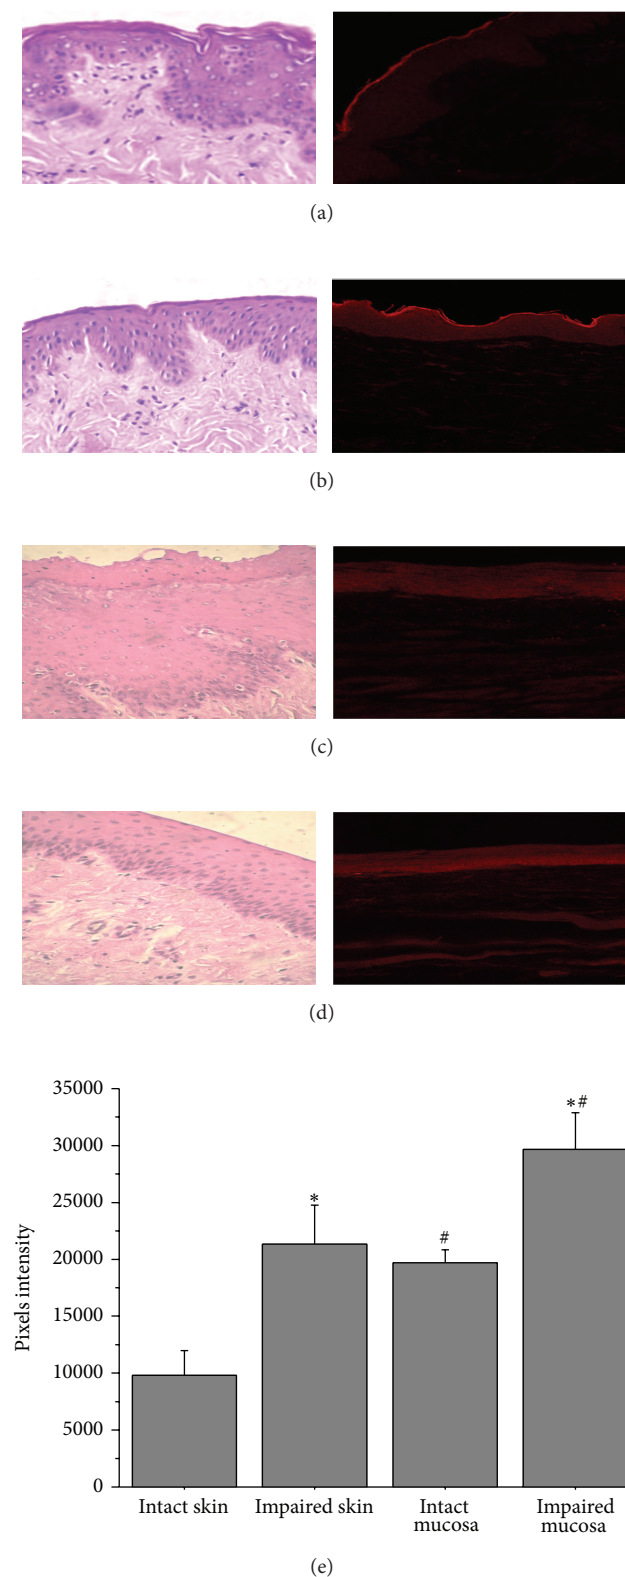 (a)
(b)
(c)
(d)
35000
30000
25000
20000
15000
10000
5000
0
Pixels intensity
*
#
*#
Intact skin
Impaired skin
Intact
mucosa
Impaired
mucosa
(e)